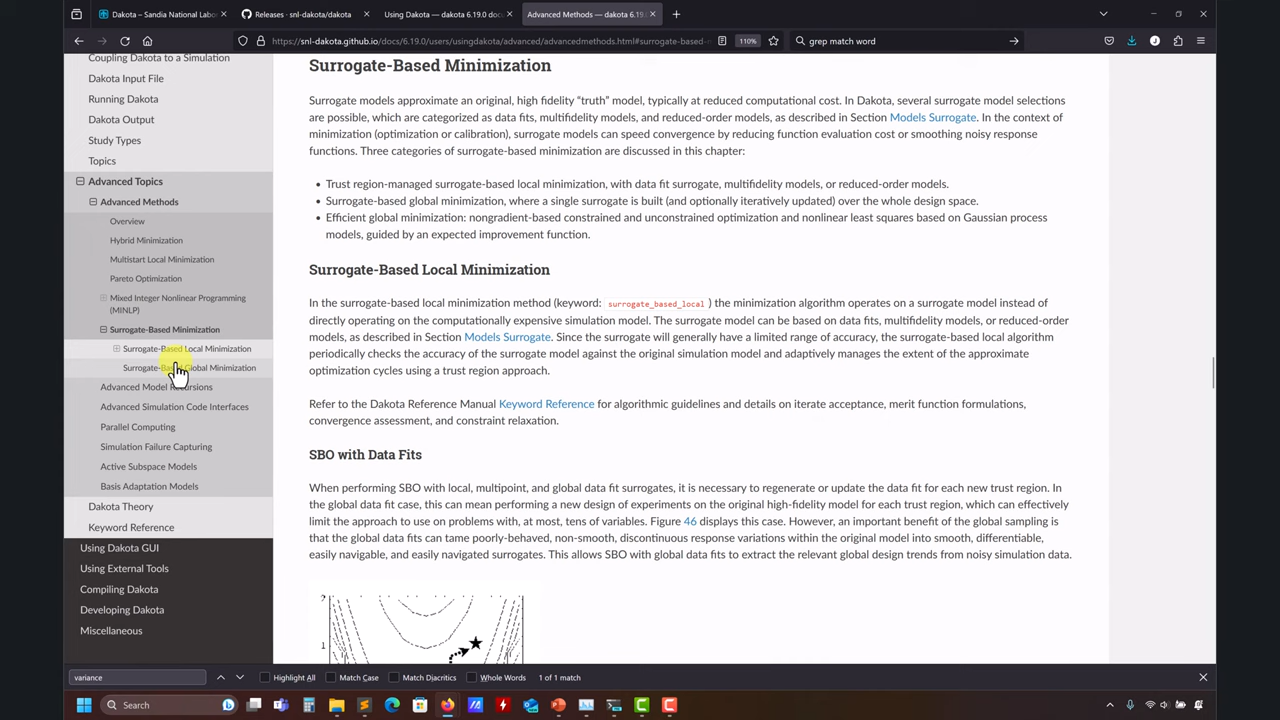 Dakota – Sandia National Labo
Releases · snl-dakota/dakota
Using Dakota — dakota 6.19.0 docu
Advanced Methods — dakota 6.19
https://snl-dakota.github.io/docs/6.19.0/users/usingdakota/advanced/advancedmethods.html#surrogate-based-
110%
grep match word
Coupling Dakota to a Simulation
Dakota Input File
Running Dakota
Dakota Output
Study Types
Topics
Advanced Topics
Advanced Methods
Overview
Hybrid Minimization
Multistart Local Minimization
Pareto Optimization
Mixed Integer Nonlinear Programming
(MINLP)
Surrogate-Based Minimization
Surrogate-Based Local Minimization
Surrogate-Based Global Minimization
Advanced Model Recursions
Advanced Simulation Code Interfaces
Parallel Computing
Simulation Failure Capturing
Active Subspace Models
Basis Adaptation Models
Dakota Theory
Keyword Reference
Using Dakota GUI
Using External Tools
Compiling Dakota
Developing Dakota
Miscellaneous
Surrogate-Based Minimization
Surrogate models approximate an original, high fidelity “truth” model, typically at reduced computational cost. In Dakota, several surrogate model selections
are possible, which are categorized as data fits, multifidelity models, and reduced-order models, as described in Section Models Surrogate. In the context of
minimization (optimization or calibration), surrogate models can speed convergence by reducing function evaluation cost or smoothing noisy response
functions. Three categories of surrogate-based minimization are discussed in this chapter:
• Trust region-managed surrogate-based local minimization, with data fit surrogate, multifidelity models, or reduced-order models.
• Surrogate-based global minimization, where a single surrogate is built (and optionally iteratively updated) over the whole design space.
• Efficient global minimization: nongradient-based constrained and unconstrained optimization and nonlinear least squares based on Gaussian process
models, guided by an expected improvement function.
Surrogate-Based Local Minimization
In the surrogate-based local minimization method (keyword: surrogate_based_local ) the minimization algorithm operates on a surrogate model instead of
directly operating on the computationally expensive simulation model. The surrogate model can be based on data fits, multifidelity models, or reduced-order
models, as described in Section Models Surrogate. Since the surrogate will generally have a limited range of accuracy, the surrogate-based local algorithm
periodically checks the accuracy of the surrogate model against the original simulation model and adaptively manages the extent of the approximate
optimization cycles using a trust region approach.
Refer to the Dakota Reference Manual Keyword Reference for algorithmic guidelines and details on iterate acceptance, merit function formulations,
convergence assessment, and constraint relaxation.
SBO with Data Fits
When performing SBO with local, multipoint, and global data fit surrogates, it is necessary to regenerate or update the data fit for each new trust region. In
the global data fit case, this can mean performing a new design of experiments on the original high-fidelity model for each trust region, which can effectively
limit the approach to use on problems with, at most, tens of variables. Figure 46 displays this case. However, an important benefit of the global sampling is
that the global data fits can tame poorly-behaved, non-smooth, discontinuous response variations within the original model into smooth, differentiable,
easily navigable, and easily navigated surrogates. This allows SBO with global data fits to extract the relevant global design trends from noisy simulation data.
2
1
variance
Highlight All
Match Case
Match Diacritics
Whole Words
1 of 1 match
Search